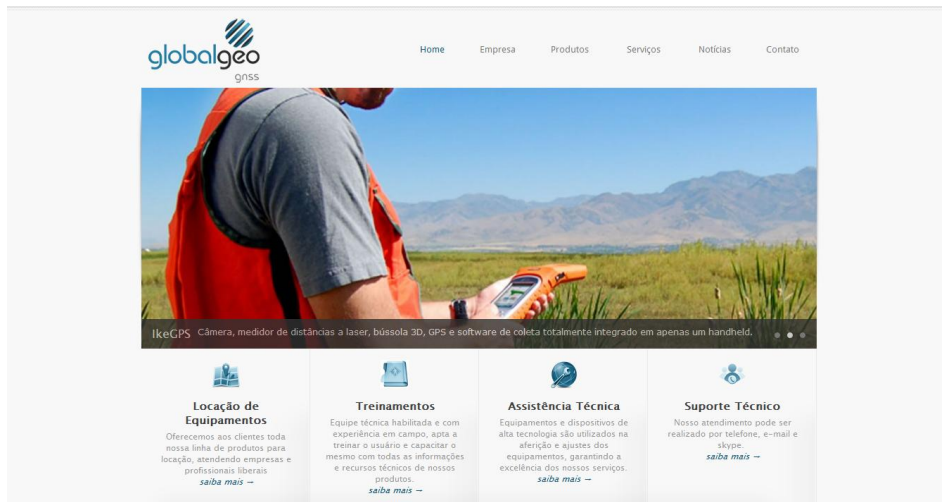 globalgeo
gnss
Home Empresa Produtos Serviços Notícias Contato
IkeGPS Câmera, medidor de distâncias a laser, bússola 3D, GPS e software de coleta totalmente integrado em apenas um handheld.
Locação de
Equipamentos
Oferecemos aos clientes toda
nossa linha de produtos para
locação, atendendo empresas e
profissionais liberais
saiba mais →
Treinamentos
Equipe técnica habilitada e com
experiência em campo, apta a
treinar o usuário e capacitar o
mesmo com todas as informações
e recursos técnicos de nossos
produtos.
saiba mais →
Assistência Técnica
Equipamentos e dispositivos de
alta tecnologia são utilizados na
aferição e ajustes dos
equipamentos, garantindo a
excelência dos nossos serviços.
saiba mais →
Suporte Técnico
Nosso atendimento pode ser
realizado por telefone, e-mail e
skype.
saiba mais →